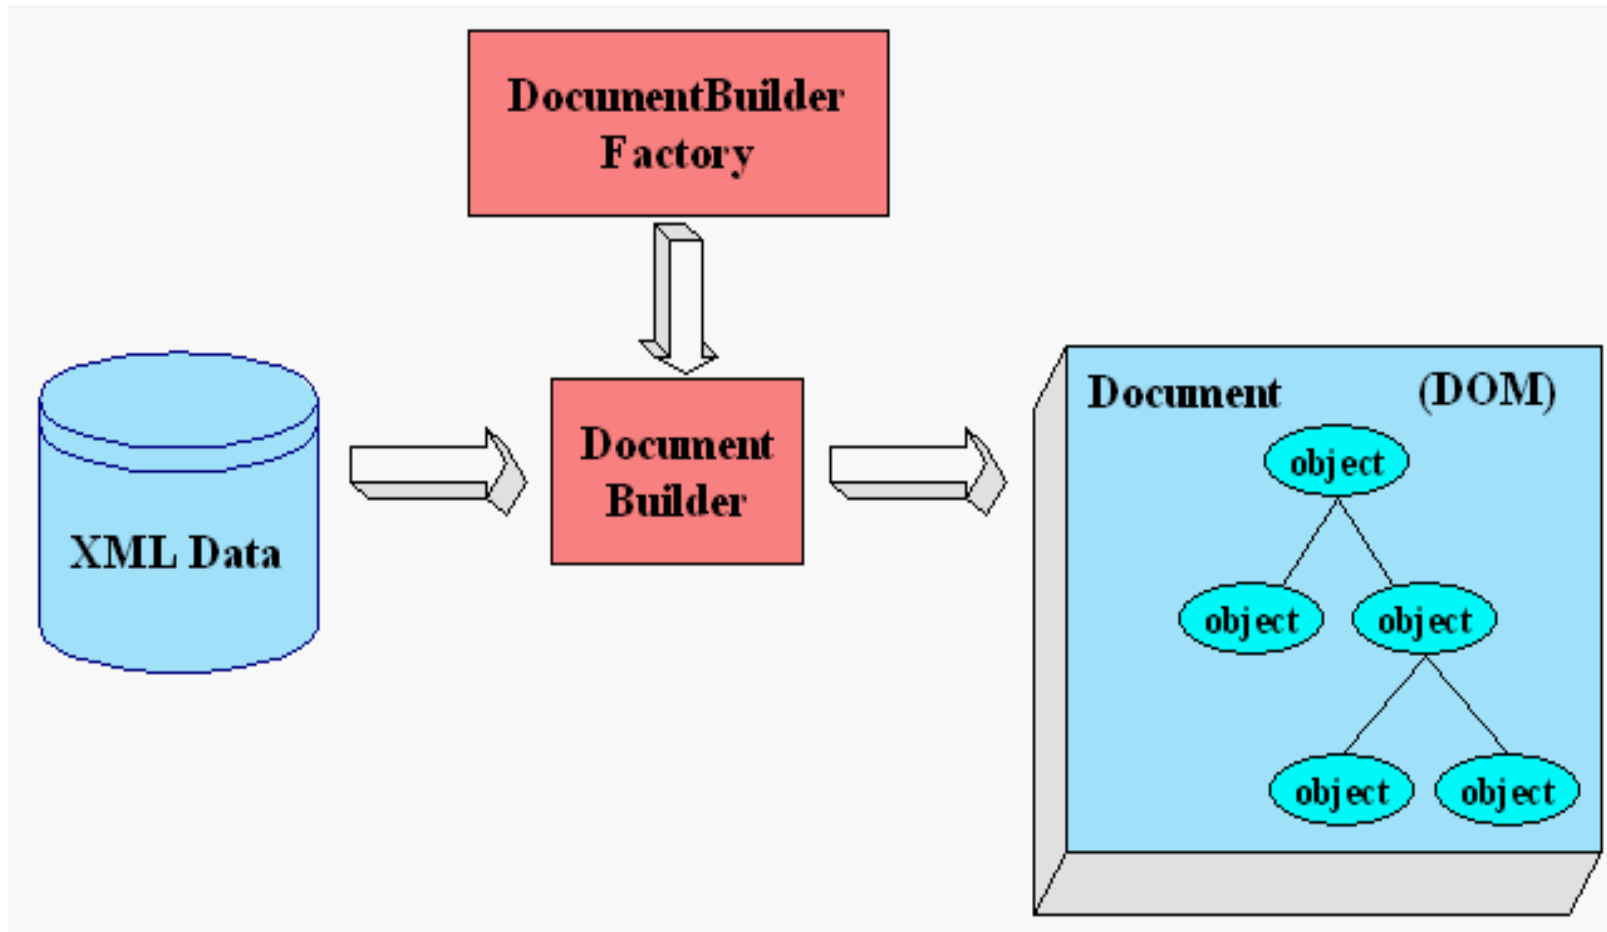 DocumentBuilder
Factory
XML Data
Document
Builder
Document (DOM)
object
object object
object object